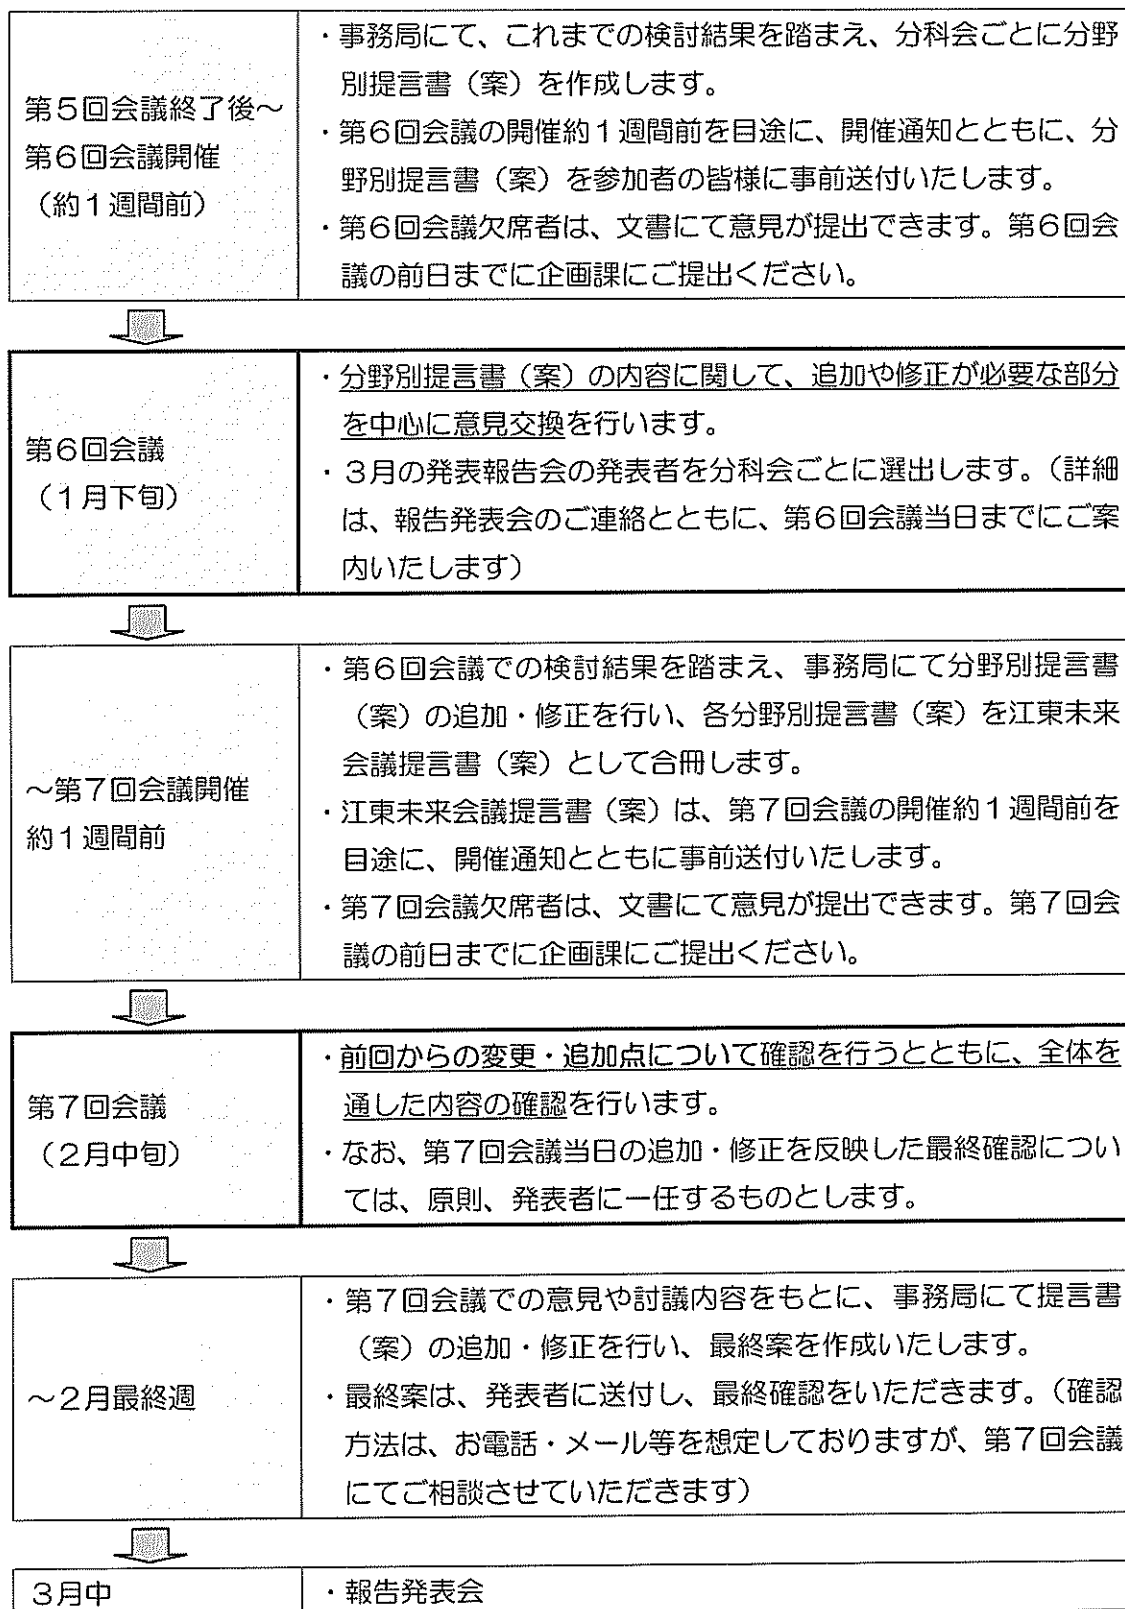 第5回会議終了後～
第6回会議開催
（約1週間前）
・事務局にて、これまでの検討結果を踏まえ、分科会ごとに分野
別提言書（案）を作成します。
・第6回会議の開催約1週間前を目途に、開催通知とともに、分
野別提言書（案）を参加者の皆様に事前送付いたします。
・第6回会議欠席者は、文書にて意見が提出できます。第6回会
議の前日までに企画課にご提出ください。
第6回会議
（1月下旬）
・分野別提言書（案）の内容に関して、追加や修正が必要な部分
を中心に意見交換を行います。
・3月の発表報告会の発表者を分科会ごとに選出します。（詳細
は、報告発表会のご連絡とともに、第6回会議当日までにご案
内いたします）
～第7回会議開催
約1週間前
・第6回会議での検討結果を踏まえ、事務局にて分野別提言書
（案）の追加・修正を行い、各分野別提言書（案）を江東未来
会議提言書（案）として合冊します。
・江東未来会議提言書（案）は、第7回会議の開催約1週間前を
目途に、開催通知とともに事前送付いたします。
・第7回会議欠席者は、文書にて意見が提出できます。第7回会
議の前日までに企画課にご提出ください。
第7回会議
（2月中旬）
・前回からの変更・追加点について確認を行うとともに、全体を
通した内容の確認を行います。
・なお、第7回会議当日の追加・修正を反映した最終確認につい
ては、原則、発表者に一任するものとします。
～2月最終週
・第7回会議での意見や討議内容をもとに、事務局にて提言書
（案）の追加・修正を行い、最終案を作成いたします。
・最終案は、発表者に送付し、最終確認をいただきます。（確認
方法は、お電話・メール等を想定しておりますが、第7回会議
にてご相談させていただきます）
3月中
・報告発表会